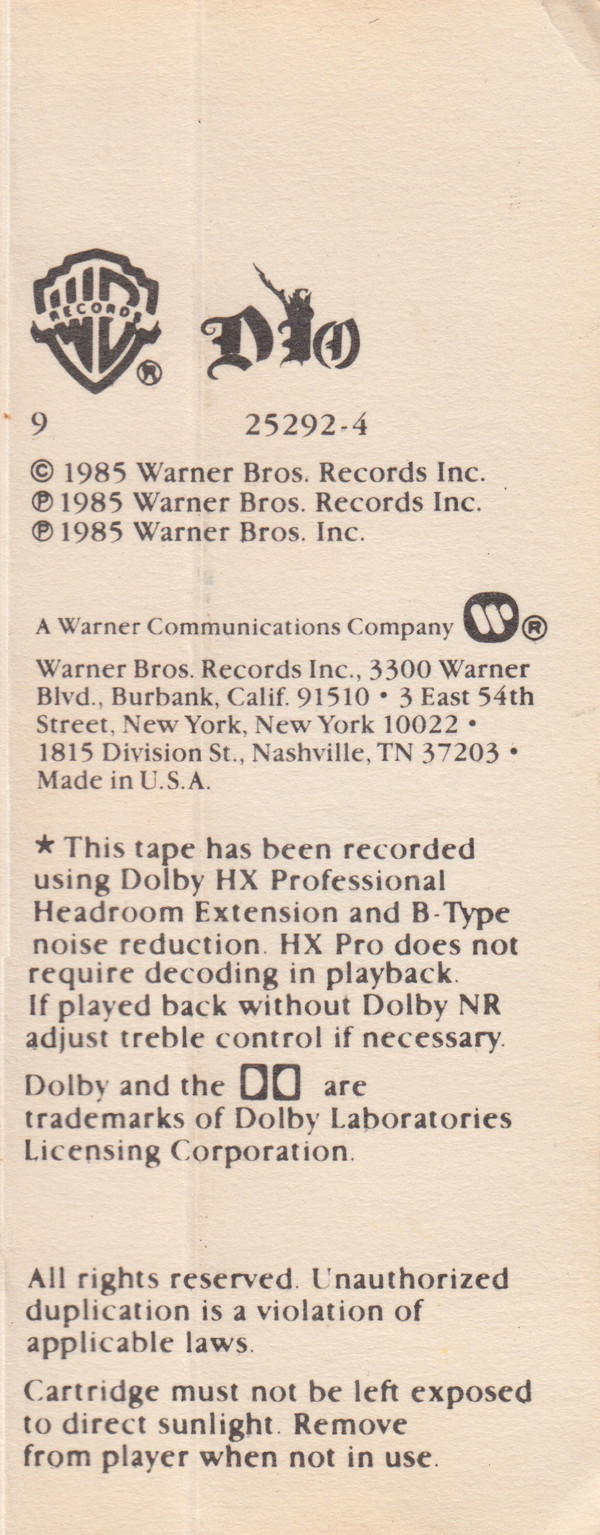 WB RECORDS ® DIO
9 25292-4
© 1985 Warner Bros. Records Inc.
℗ 1985 Warner Bros. Records Inc.
℗ 1985 Warner Bros. Inc.
A Warner Communications Company W ®
Warner Bros. Records Inc., 3300 Warner
Blvd., Burbank, Calif. 91510 • 3 East 54th
Street, New York, New York 10022 •
1815 Division St., Nashville, TN 37203 •
Made in U.S.A.
* This tape has been recorded
using Dolby HX Professional
Headroom Extension and B-Type
noise reduction. HX Pro does not
require decoding in playback.
If played back without Dolby NR
adjust treble control if necessary.
Dolby and the are
trademarks of Dolby Laboratories
Licensing Corporation.
All rights reserved. Unauthorized
duplication is a violation of
applicable laws.
Cartridge must not be left exposed
to direct sunlight. Remove
from player when not in use.